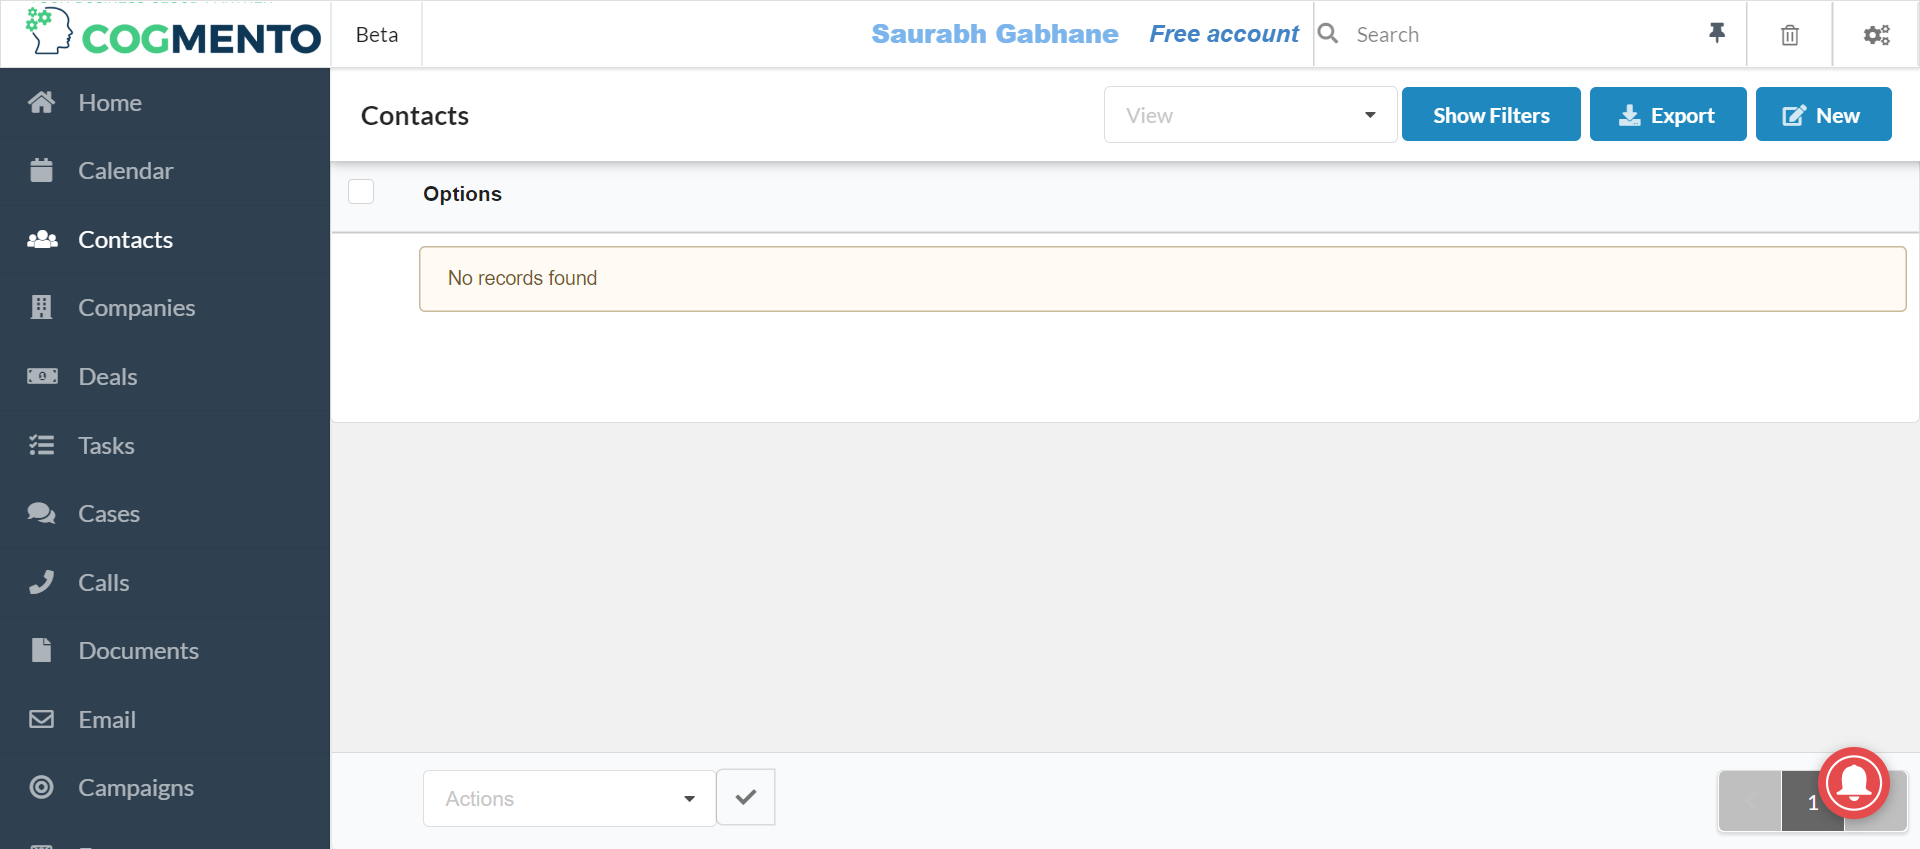 COGMENTO
Beta
Saurabh Gabhane Free account
Search
Home
Calendar
Contacts
Companies
Deals
Tasks
Cases
Calls
Documents
Email
Campaigns
Contacts
View
Show Filters
Export
New
Options
No records found
Actions
1